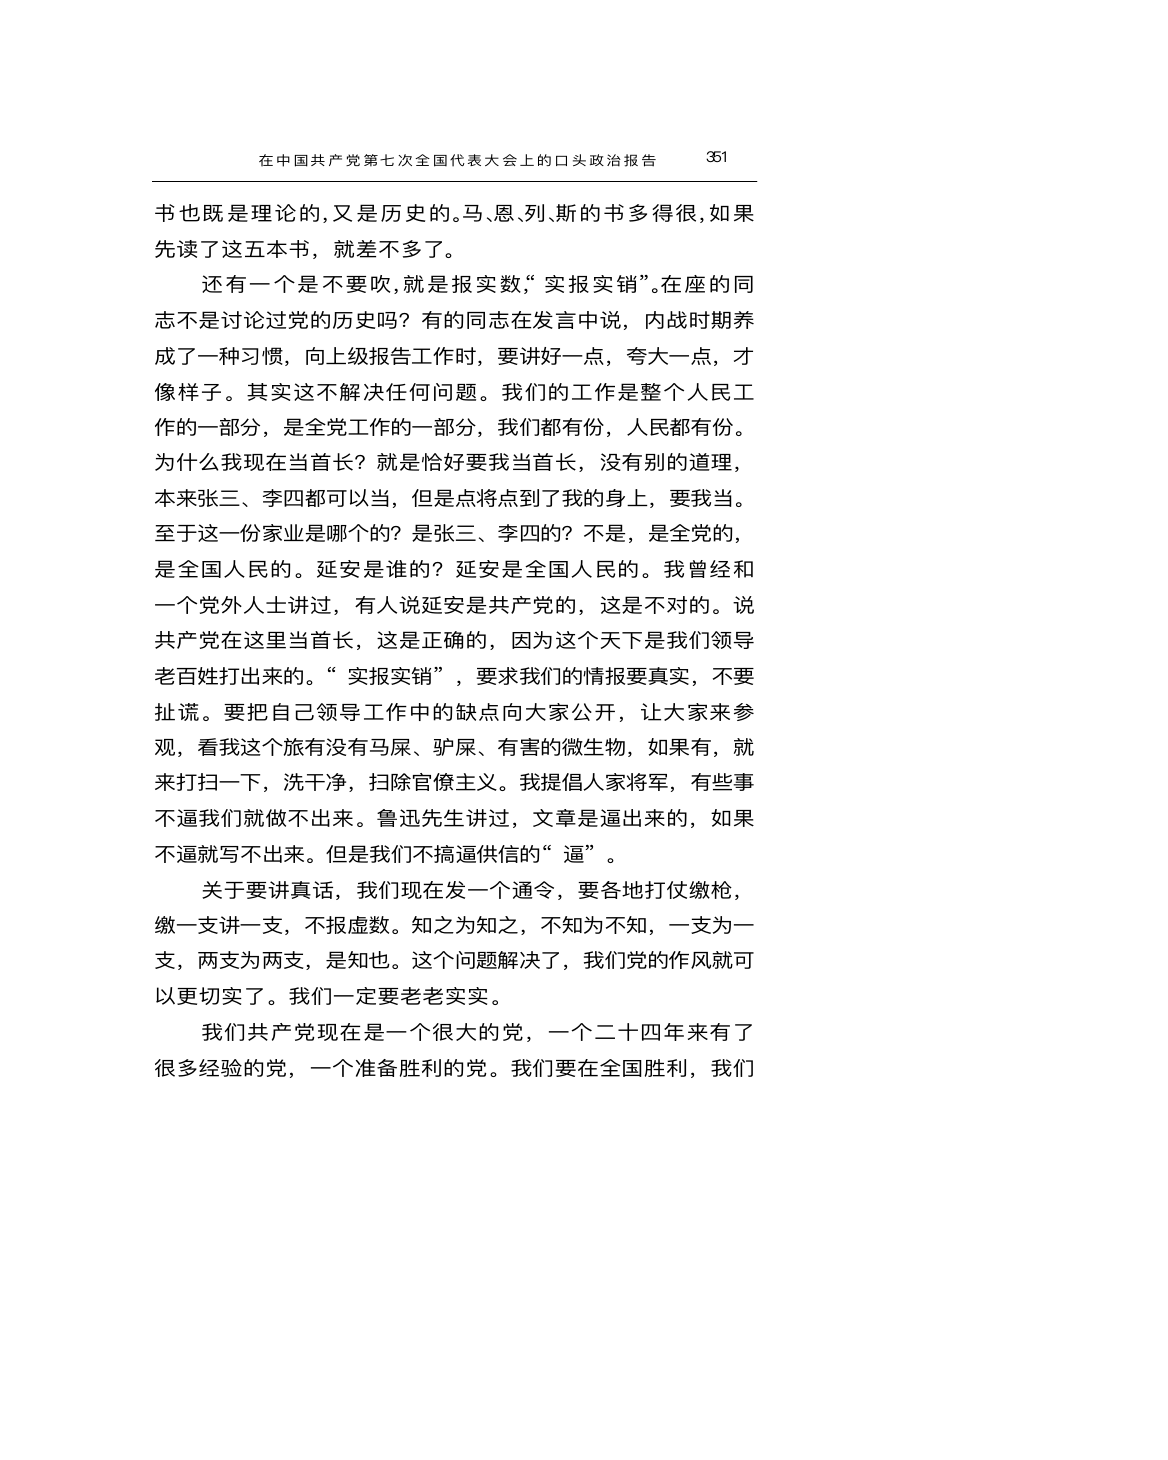 在中国共产党第七次全国代表大会上的口头政治报告 351
书也既是理论的,又是历史的。马、恩、列、斯的书多得很,如果
先读了这五本书，就差不多了。
还有一个是不要吹,就是报实数,“实报实销”。在座的同
志不是讨论过党的历史吗？有的同志在发言中说，内战时期养
成了一种习惯，向上级报告工作时，要讲好一点，夸大一点，才
像样子。其实这不解决任何问题。我们的工作是整个人民工
作的一部分，是全党工作的一部分，我们都有份，人民都有份。
为什么我现在当首长？就是恰好要我当首长，没有别的道理，
本来张三、李四都可以当，但是点将点到了我的身上，要我当。
至于这一份家业是哪个的？是张三、李四的？不是，是全党的，
是全国人民的。延安是谁的？延安是全国人民的。我曾经和
一个党外人士讲过，有人说延安是共产党的，这是不对的。说
共产党在这里当首长，这是正确的，因为这个天下是我们领导
老百姓打出来的。“实报实销”，要求我们的情报要真实，不要
扯谎。要把自己领导工作中的缺点向大家公开，让大家来参
观，看我这个旅有没有马屎、驴屎、有害的微生物，如果有，就
来打扫一下，洗干净，扫除官僚主义。我提倡人家将军，有些事
不逼我们就做不出来。鲁迅先生讲过，文章是逼出来的，如果
不逼就写不出来。但是我们不搞逼供信的“逼”。
关于要讲真话，我们现在发一个通令，要各地打仗缴枪，
缴一支讲一支，不报虚数。知之为知之，不知为不知，一支为一
支，两支为两支，是知也。这个问题解决了，我们党的作风就可
以更切实了。我们一定要老老实实。
我们共产党现在是一个很大的党，一个二十四年来有了
很多经验的党，一个准备胜利的党。我们要在全国胜利，我们